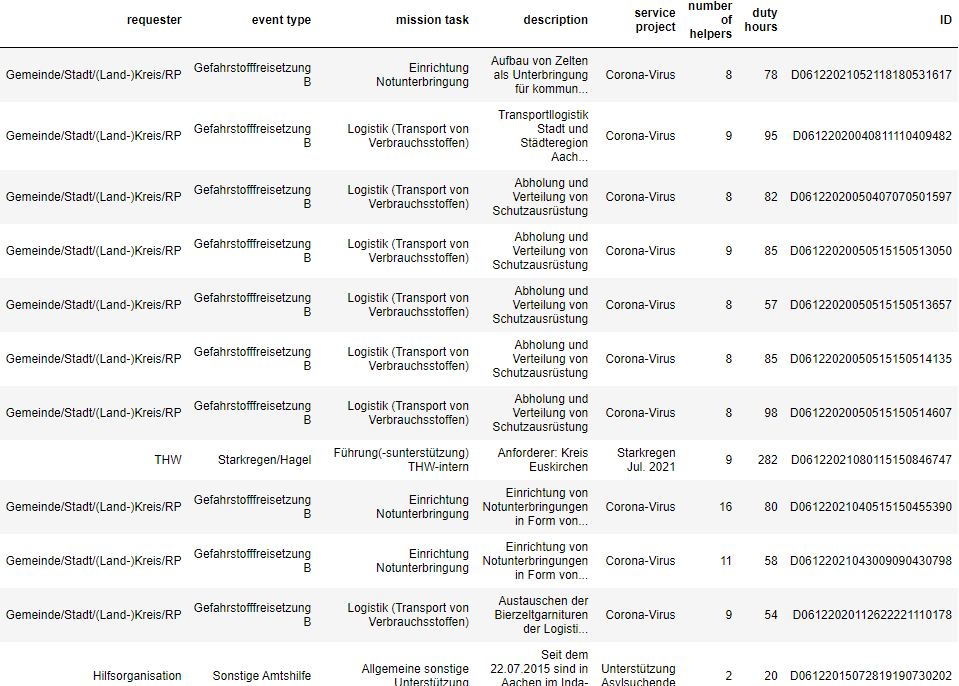 requester event type mission task description service project number of helpers duty hours ID
Gemeinde/Stadt/(Land-)Kreis/RP Gefahrstofffreisetzung B Einrichtung Notunterbringung Aufbau von Zelten als Unterbringung für kommun... Corona-Virus 8 78 D06122021052118180531617
Gemeinde/Stadt/(Land-)Kreis/RP Gefahrstofffreisetzung B Logistik (Transport von Verbrauchsstoffen) Transportllogistik Stadt und Städteregion Aach... Corona-Virus 9 95 D06122020040811110409482
Gemeinde/Stadt/(Land-)Kreis/RP Gefahrstofffreisetzung B Logistik (Transport von Verbrauchsstoffen) Abholung und Verteilung von Schutzausrüstung Corona-Virus 8 82 D06122020050407070501597
Gemeinde/Stadt/(Land-)Kreis/RP Gefahrstofffreisetzung B Logistik (Transport von Verbrauchsstoffen) Abholung und Verteilung von Schutzausrüstung Corona-Virus 9 85 D06122020050515150513050
Gemeinde/Stadt/(Land-)Kreis/RP Gefahrstofffreisetzung B Logistik (Transport von Verbrauchsstoffen) Abholung und Verteilung von Schutzausrüstung Corona-Virus 8 57 D06122020050515150513657
Gemeinde/Stadt/(Land-)Kreis/RP Gefahrstofffreisetzung B Logistik (Transport von Verbrauchsstoffen) Abholung und Verteilung von Schutzausrüstung Corona-Virus 8 85 D06122020050515150514135
Gemeinde/Stadt/(Land-)Kreis/RP Gefahrstofffreisetzung B Logistik (Transport von Verbrauchsstoffen) Abholung und Verteilung von Schutzausrüstung Corona-Virus 8 98 D06122020050515150514607
THW Starkregen/Hagel Führung(-sunterstützung) THW-intern Anforderer: Kreis Euskirchen Starkregen Jul. 2021 9 282 D06122021080115150846747
Gemeinde/Stadt/(Land-)Kreis/RP Gefahrstofffreisetzung B Einrichtung Notunterbringung Einrichtung von Notunterbringungen in Form von... Corona-Virus 16 80 D06122021040515150455390
Gemeinde/Stadt/(Land-)Kreis/RP Gefahrstofffreisetzung B Einrichtung Notunterbringung Einrichtung von Notunterbringungen in Form von... Corona-Virus 11 58 D06122021043009090430798
Gemeinde/Stadt/(Land-)Kreis/RP Gefahrstofffreisetzung B Logistik (Transport von Verbrauchsstoffen) Austauschen der Bierzeltgarnituren der Logisti... Corona-Virus 9 54 D06122020112622221110178
Hilfsorganisation Sonstige Amtshilfe Allgemeine sonstige Unterstützung Seit dem 22.07.2015 sind in Aachen im Inda- Unterstützung Asylsuchende 2 20 D06122015072819190730202